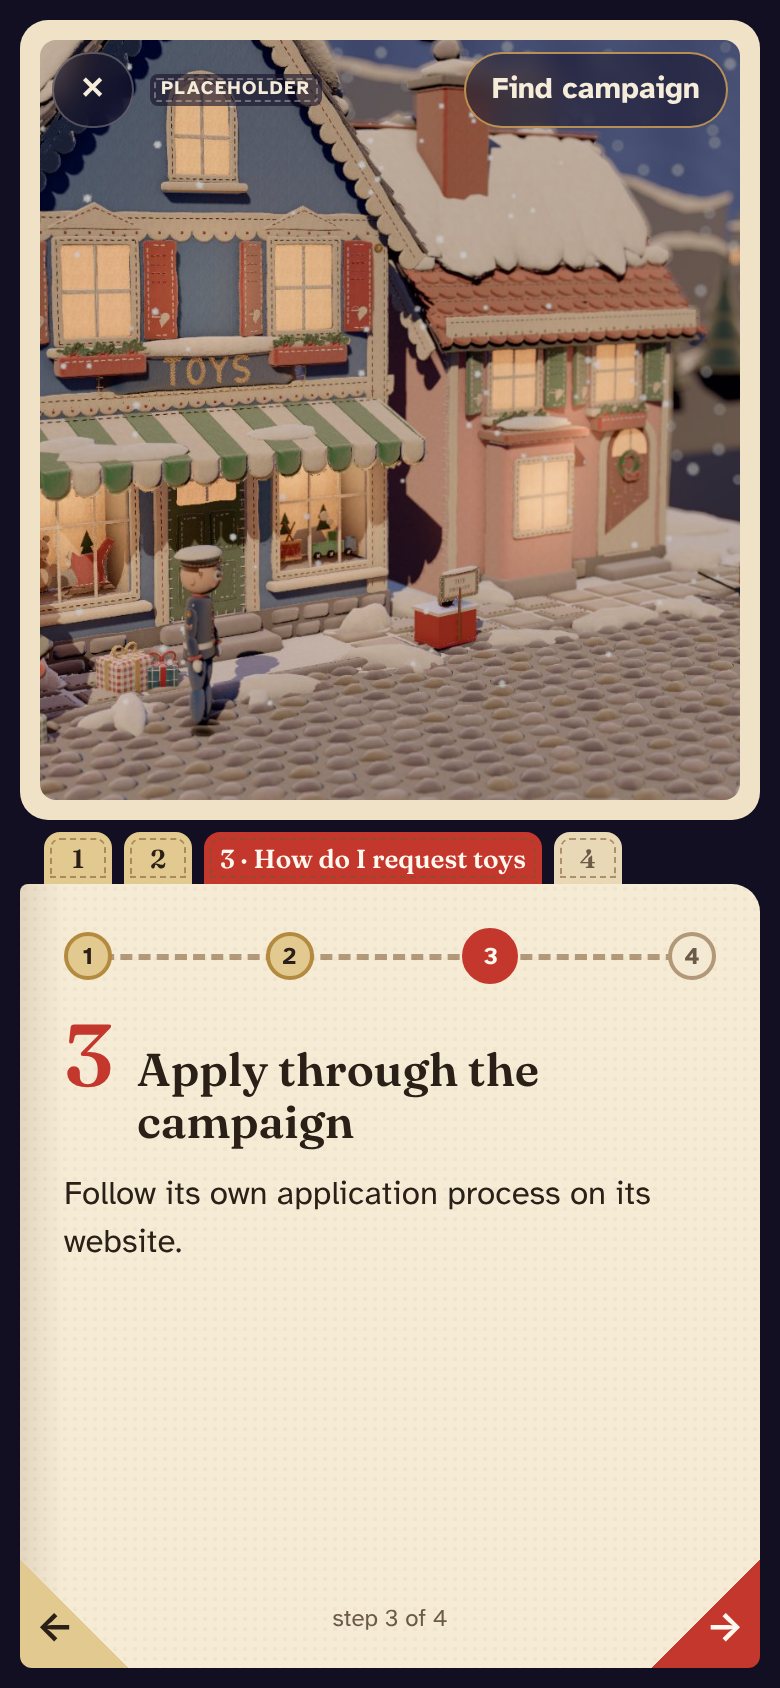 ✕
PLACEHOLDER
Find campaign
TOYS
1
2
3 · How do I request toys
4
1
2
3
4
3
Apply through the
campaign
Follow its own application process on its
website.
←
step 3 of 4
→